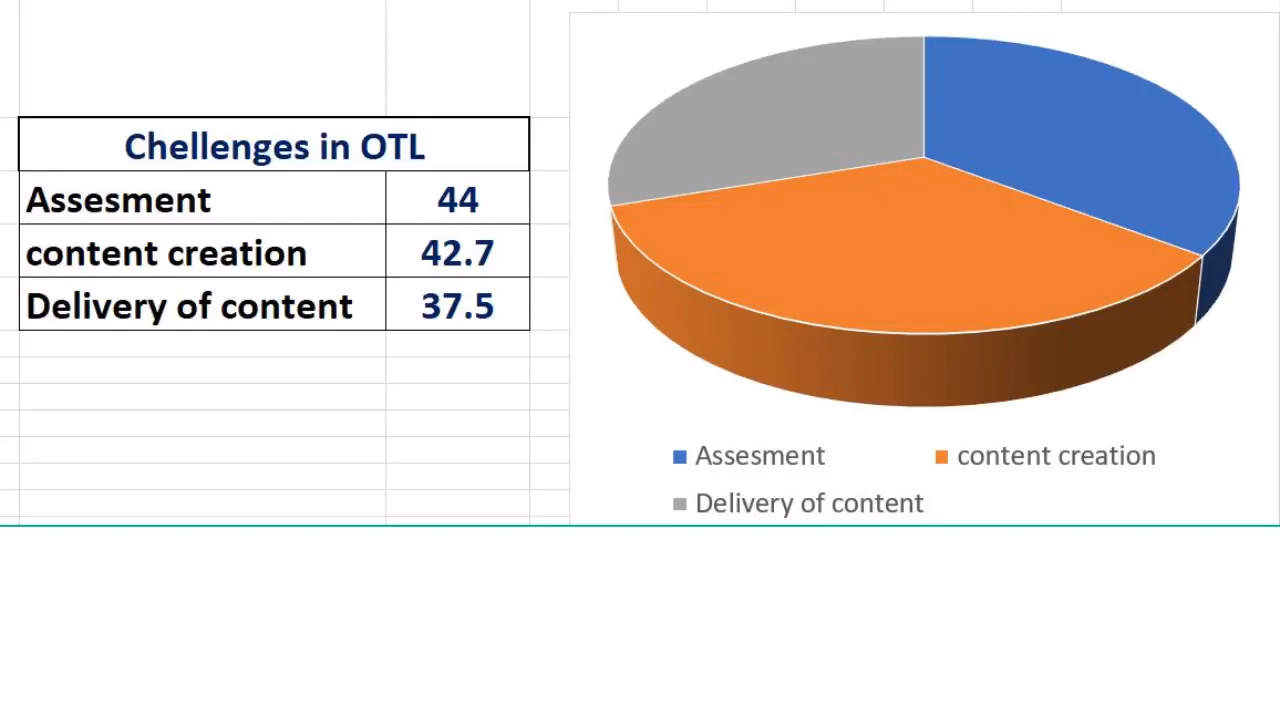 Chellenges in OTL
Assesment 44
content creation 42.7
Delivery of content 37.5
Assesment content creation
Delivery of content